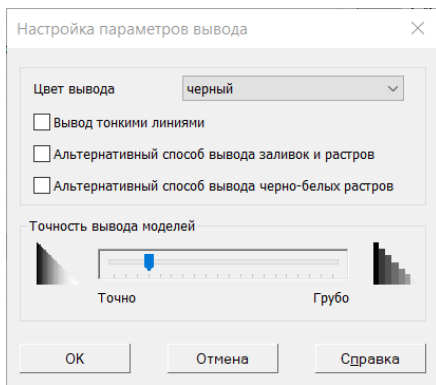 Настройка параметров вывода
Цвет вывода черный
Вывод тонкими линиями
Альтернативный способ вывода заливок и растров
Альтернативный способ вывода черно-белых растров
Точность вывода моделей
Точно Грубо
OK Отмена Справка